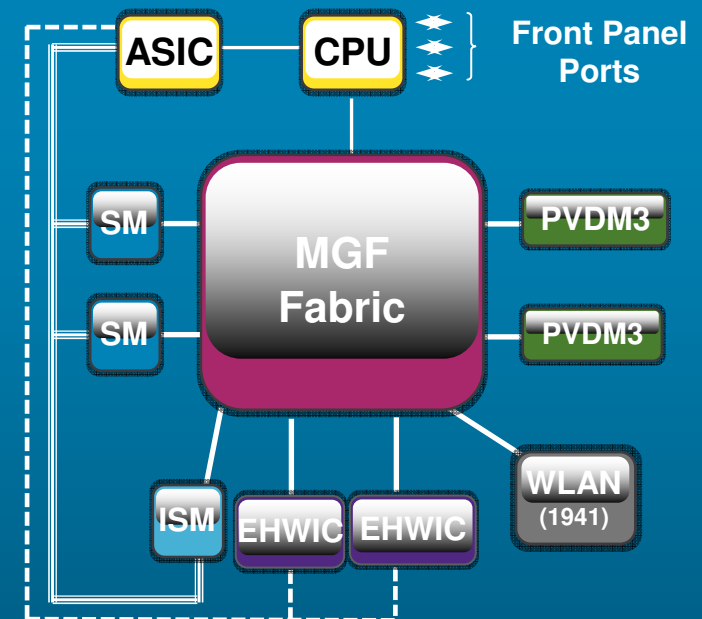 ASIC
CPU
Front Panel
Ports
SM
MGF
Fabric
PVDM3
SM
PVDM3
ISM
EHWIC
EHWIC
WLAN
(1941)